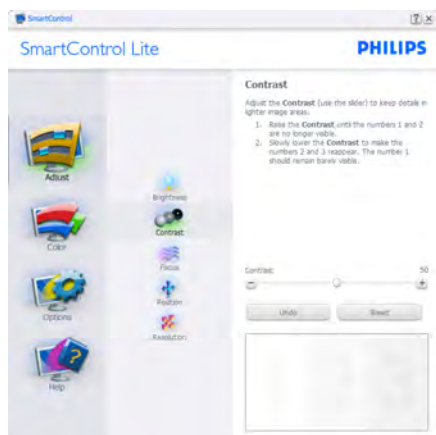 SmartControl
SmartControl Lite
PHILIPS
Contrast
Adjust the Contrast (use the slider) to keep details in
lighter image areas.
1. Raise the Contrast until the numbers 1 and 2
are no longer visible.
2. Slowly lower the Contrast to make the
numbers 2 and 3 reappear. The number 1
should remain barely visible.
Adjust
Color
Options
Help
Brightness
Contrast
Focus
Position
Resolution
Contrast
50
Undo
Reset